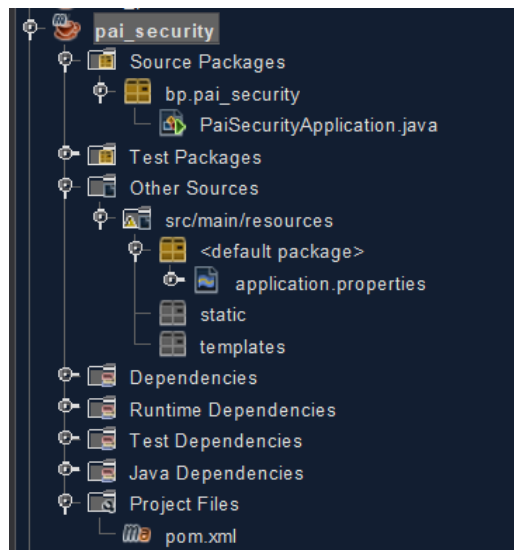 pai_security
Source Packages
bp.pai_security
PaiSecurityApplication.java
Test Packages
Other Sources
src/main/resources
<default package>
application.properties
static
templates
Dependencies
Runtime Dependencies
Test Dependencies
Java Dependencies
Project Files
pom.xml